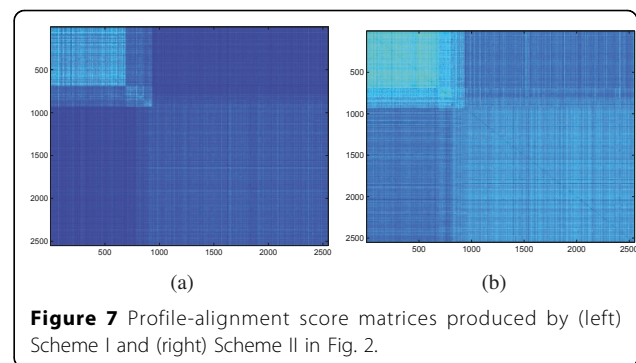 500
1000
1500
2000
2500
500 1000 1500 2000 2500
(a)
500
1000
1500
2000
2500
500 1000 1500 2000 2500
(b)
Figure 7 Profile-alignment score matrices produced by (left)
Scheme I and (right) Scheme II in Fig. 2.